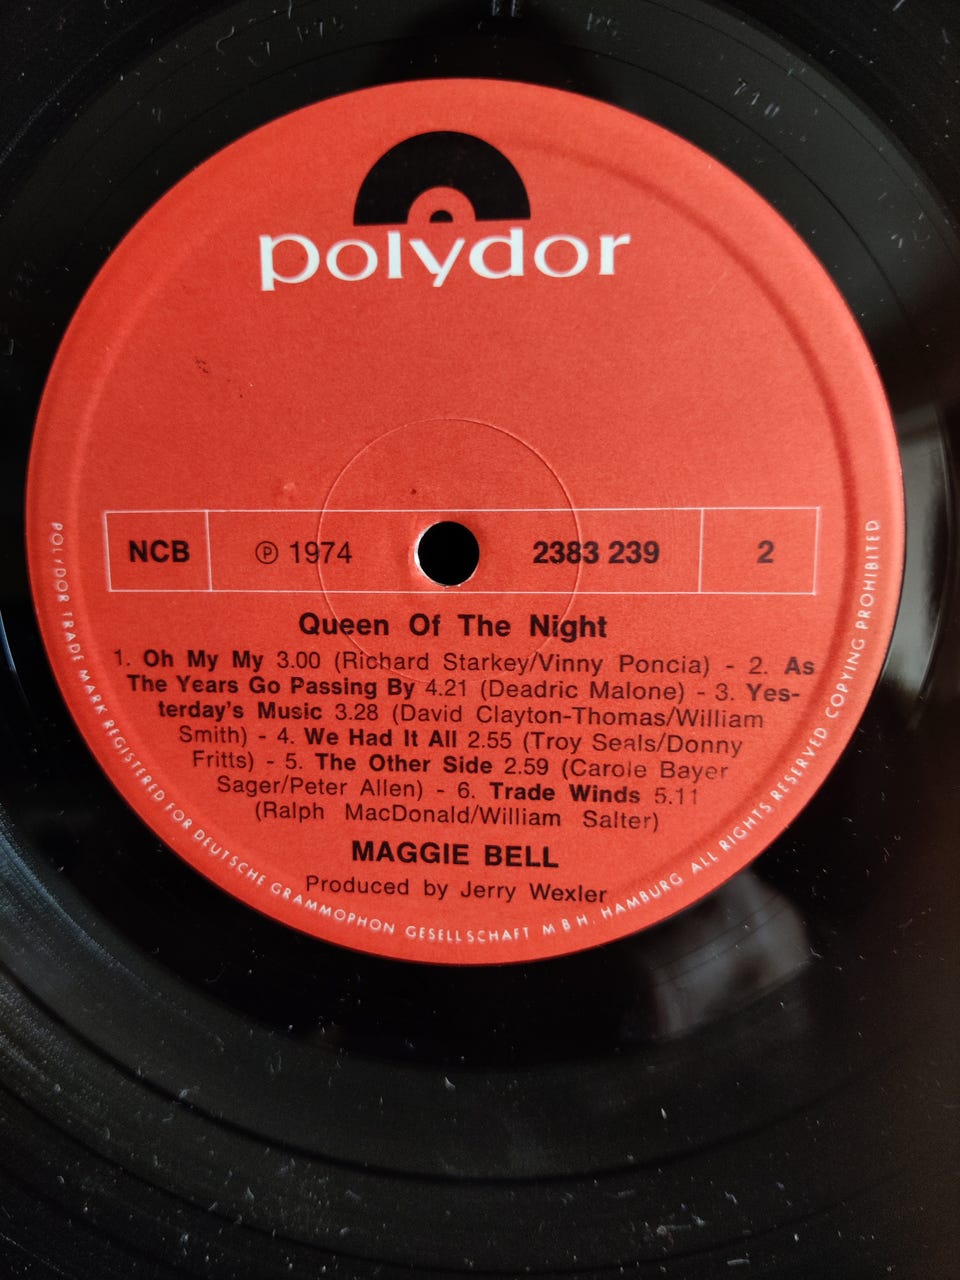 polydor
NCB ℗ 1974 2383 239 2
Queen Of The Night
1. Oh My My 3.00 (Richard Starkey/Vinny Poncia) - 2. As
The Years Go Passing By 4.21 (Deadric Malone) - 3. Yes-
terday's Music 3.28 (David Clayton-Thomas/William
Smith) - 4. We Had It All 2.55 (Troy Seals/Donny
Fritts) - 5. The Other Side 2.59 (Carole Bayer
Sager/Peter Allen) - 6. Trade Winds 5.11
(Ralph MacDonald/William Salter)
MAGGIE BELL
Produced by Jerry Wexler
POLYDOR TRADE MARK REGISTERED FOR DEUTSCHE GRAMMOPHON GESELLSCHAFT MBH. HAMBURG ALL RIGHTS RESERVED COPYING PROHIBITED